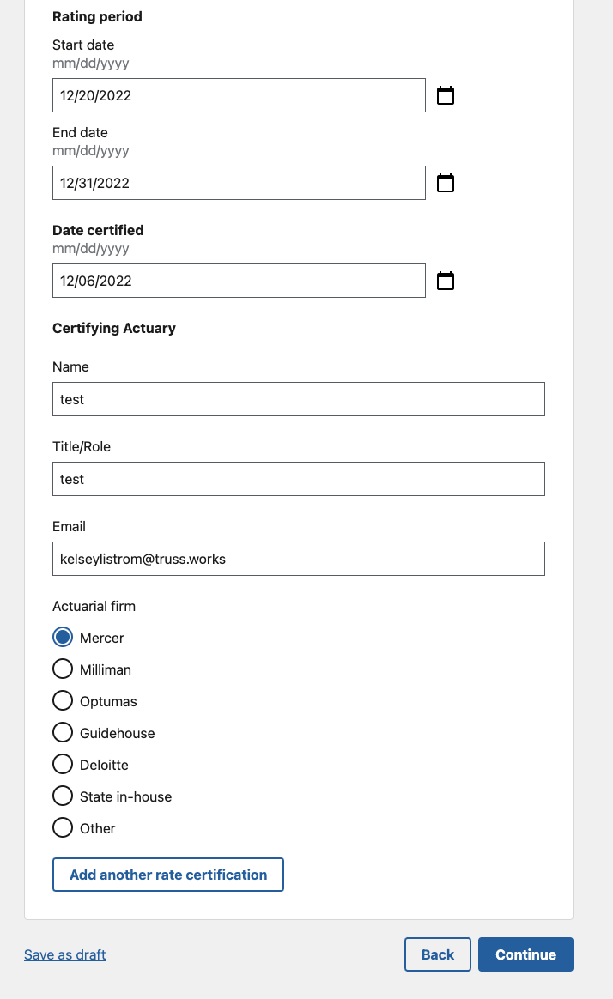 Rating period
Start date
mm/dd/yyyy
12/20/2022
End date
mm/dd/yyyy
12/31/2022
Date certified
mm/dd/yyyy
12/06/2022
Certifying Actuary
Name
test
Title/Role
test
Email
kelseylistrom@truss.works
Actuarial firm
Mercer
Milliman
Optumas
Guidehouse
Deloitte
State in-house
Other
Add another rate certification
Save as draft
Back
Continue